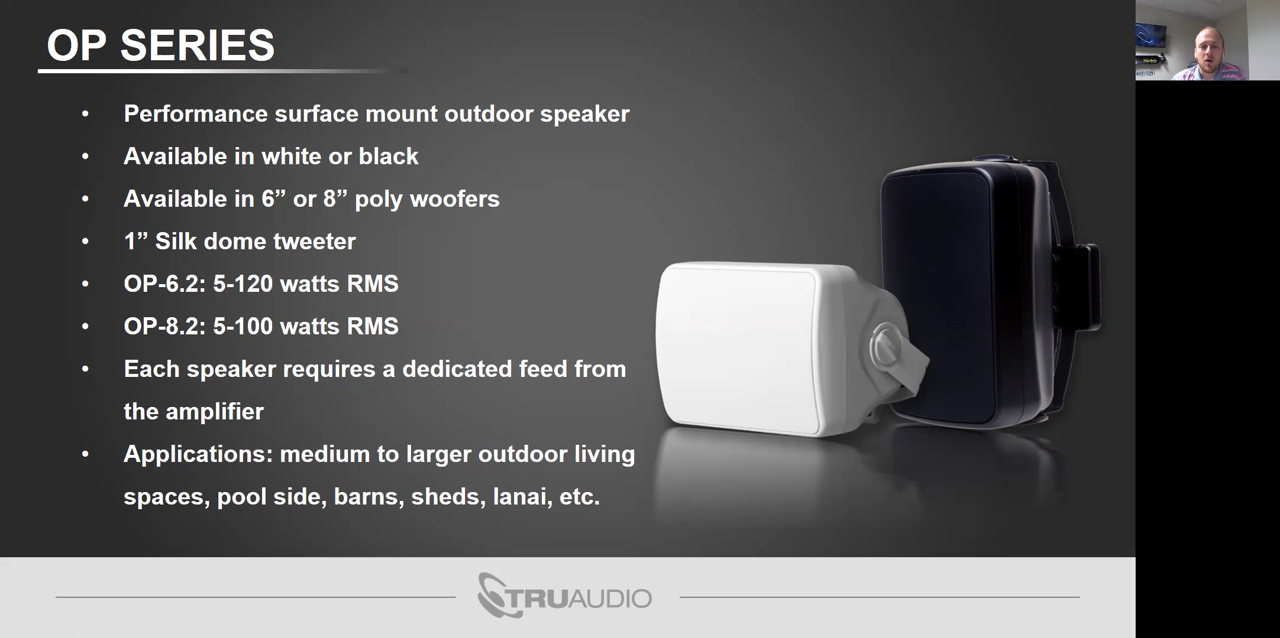 OP SERIES
• Performance surface mount outdoor speaker
• Available in white or black
• Available in 6” or 8” poly woofers
• 1” Silk dome tweeter
• OP-6.2: 5-120 watts RMS
• OP-8.2: 5-100 watts RMS
• Each speaker requires a dedicated feed from
the amplifier
• Applications: medium to larger outdoor living
spaces, pool side, barns, sheds, lanai, etc.
TRUAUDIO